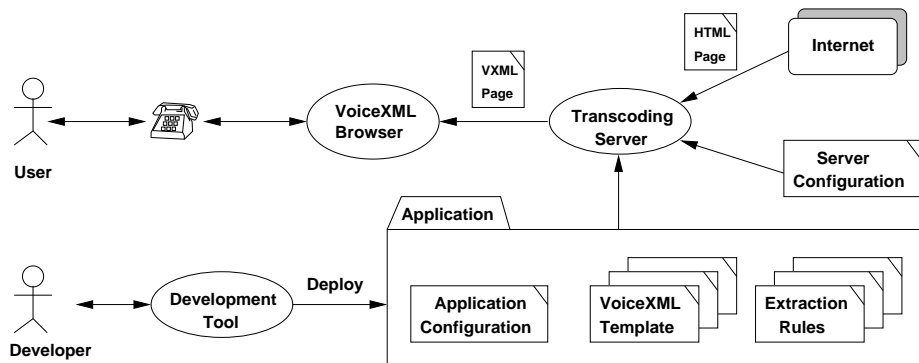 HTML
Page
Internet
VXML
Page
VoiceXML
Browser
Transcoding
Server
User
Server
Configuration
Application
Development
Tool
Deploy
Application
Configuration
VoiceXML
Template
Extraction
Rules
Developer